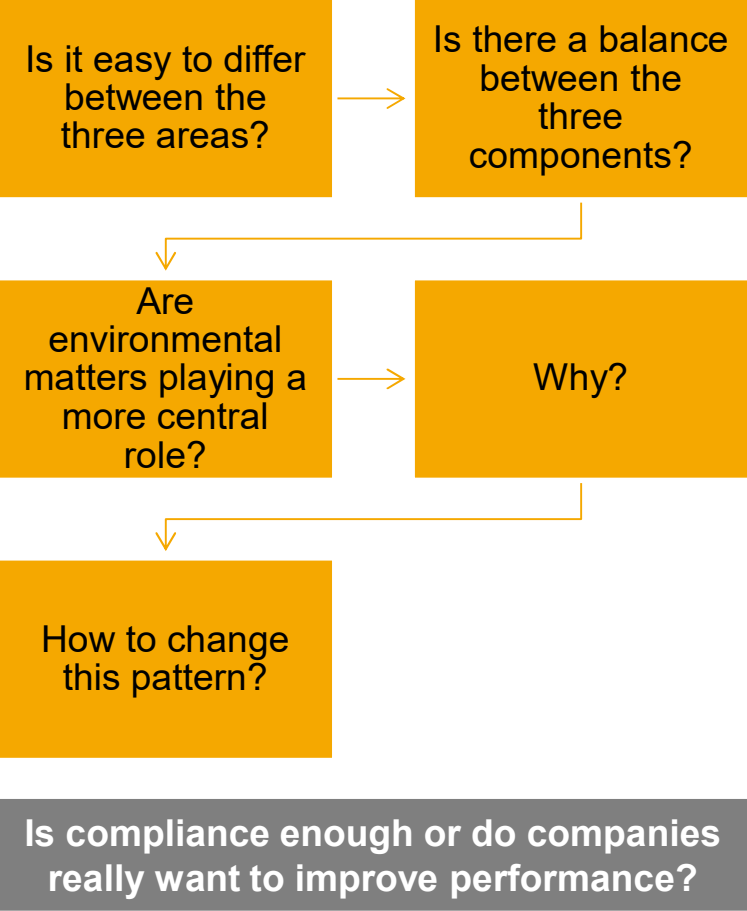 Is it easy to differ
between the
three areas?
Is there a balance
between the
three
components?
Are
environmental
matters playing a
more central
role?
Why?
How to change
this pattern?
Is compliance enough or do companies
really want to improve performance?